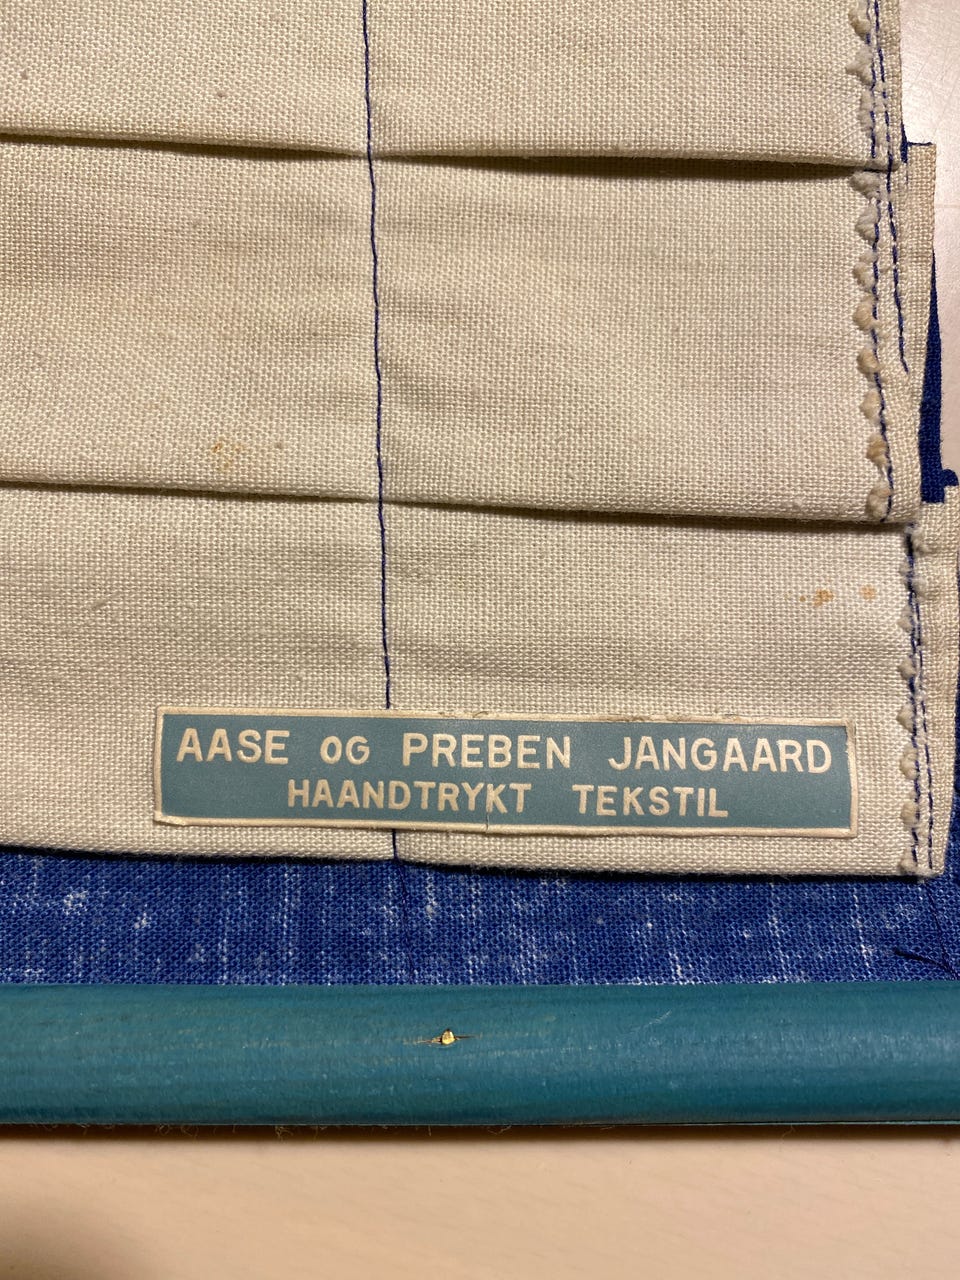 AASE OG PREBEN JANGAARD
HAANDTRYKT TEKSTIL